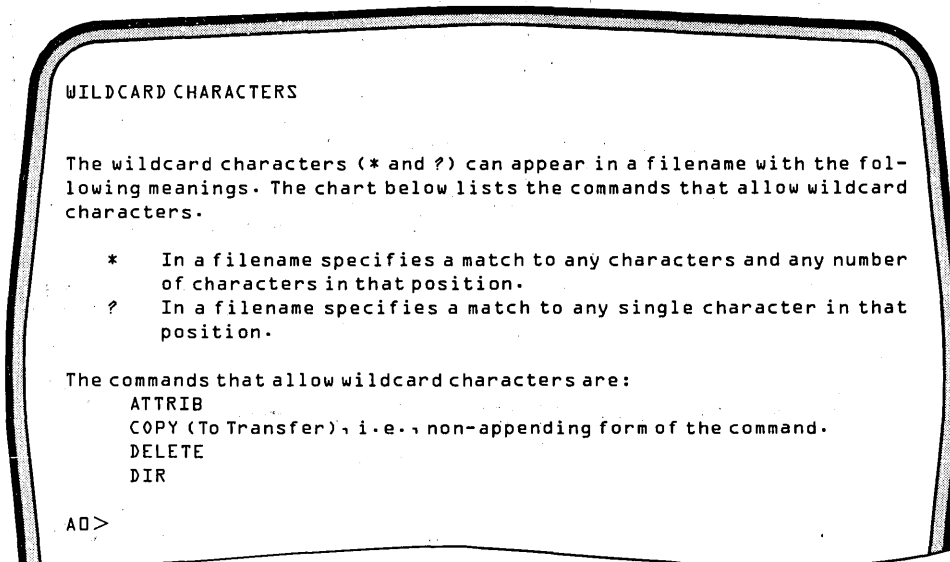 WILDCARD CHARACTERS
The wildcard characters (* and ?) can appear in a filename with the fol-
lowing meanings. The chart below lists the commands that allow wildcard
characters.
* In a filename specifies a match to any characters and any number
of characters in that position.
? In a filename specifies a match to any single character in that
position.
The commands that allow wildcard characters are:
ATTRIB
COPY (To Transfer), i.e., non-appending form of the command.
DELETE
DIR
A0>